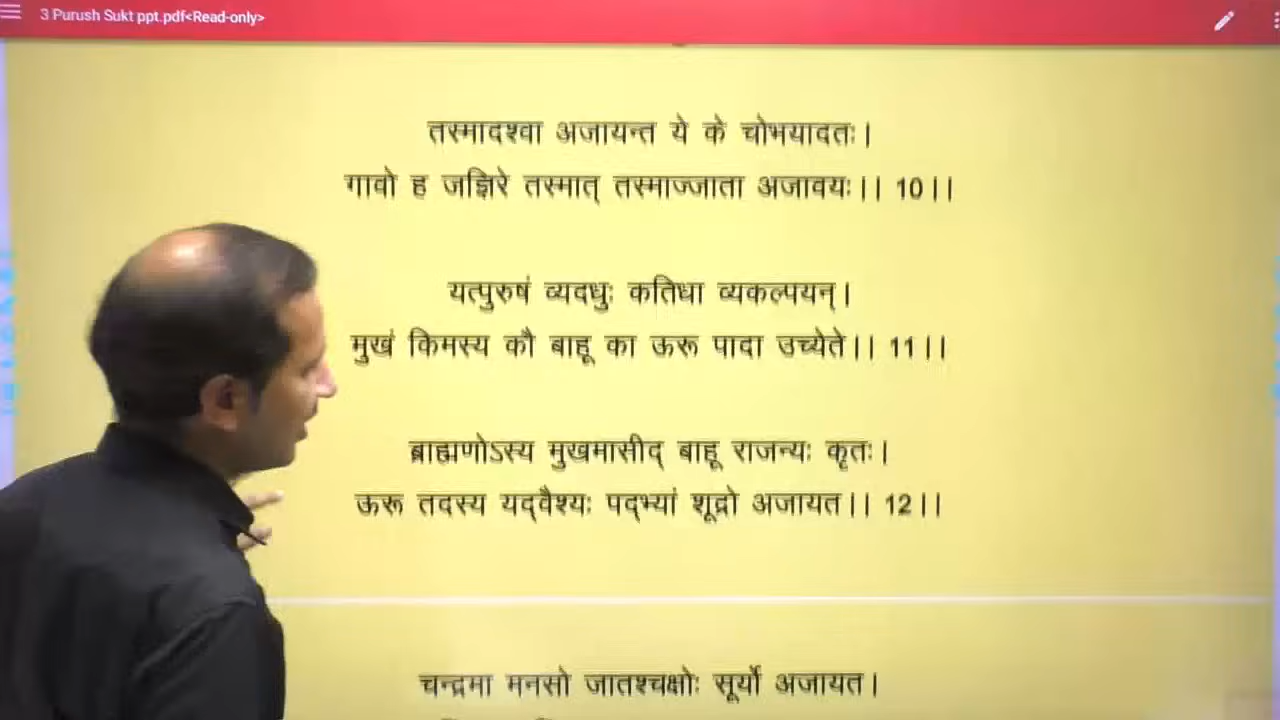 3 Purush Sukt ppt.pdf<Read-only>
तस्मादश्वा अजायन्त ये के चोभयादतः।
गावो ह जज्ञिरे तस्मात् तस्माज्जाता अजावयः।। 10।।
यत्पुरुषं व्यदधुः कतिधा व्यकल्पयन्।
मुखं किमस्य कौ बाहू का ऊरू पादा उच्येते।। 11।।
ब्राह्मणोऽस्य मुखमासीद् बाहू राजन्यः कृतः।
ऊरू तदस्य यद्वैश्यः पद्भ्यां शूद्रो अजायत।। 12।।
चन्द्रमा मनसो जातश्चक्षोः सूर्यो अजायत।